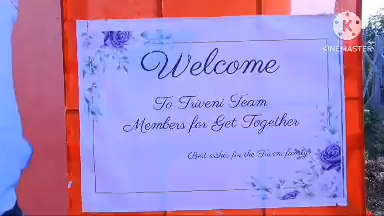 Welcome
To Triveni Team
Members for Get Together
Best wishes for the Triveni family
KINEMASTER